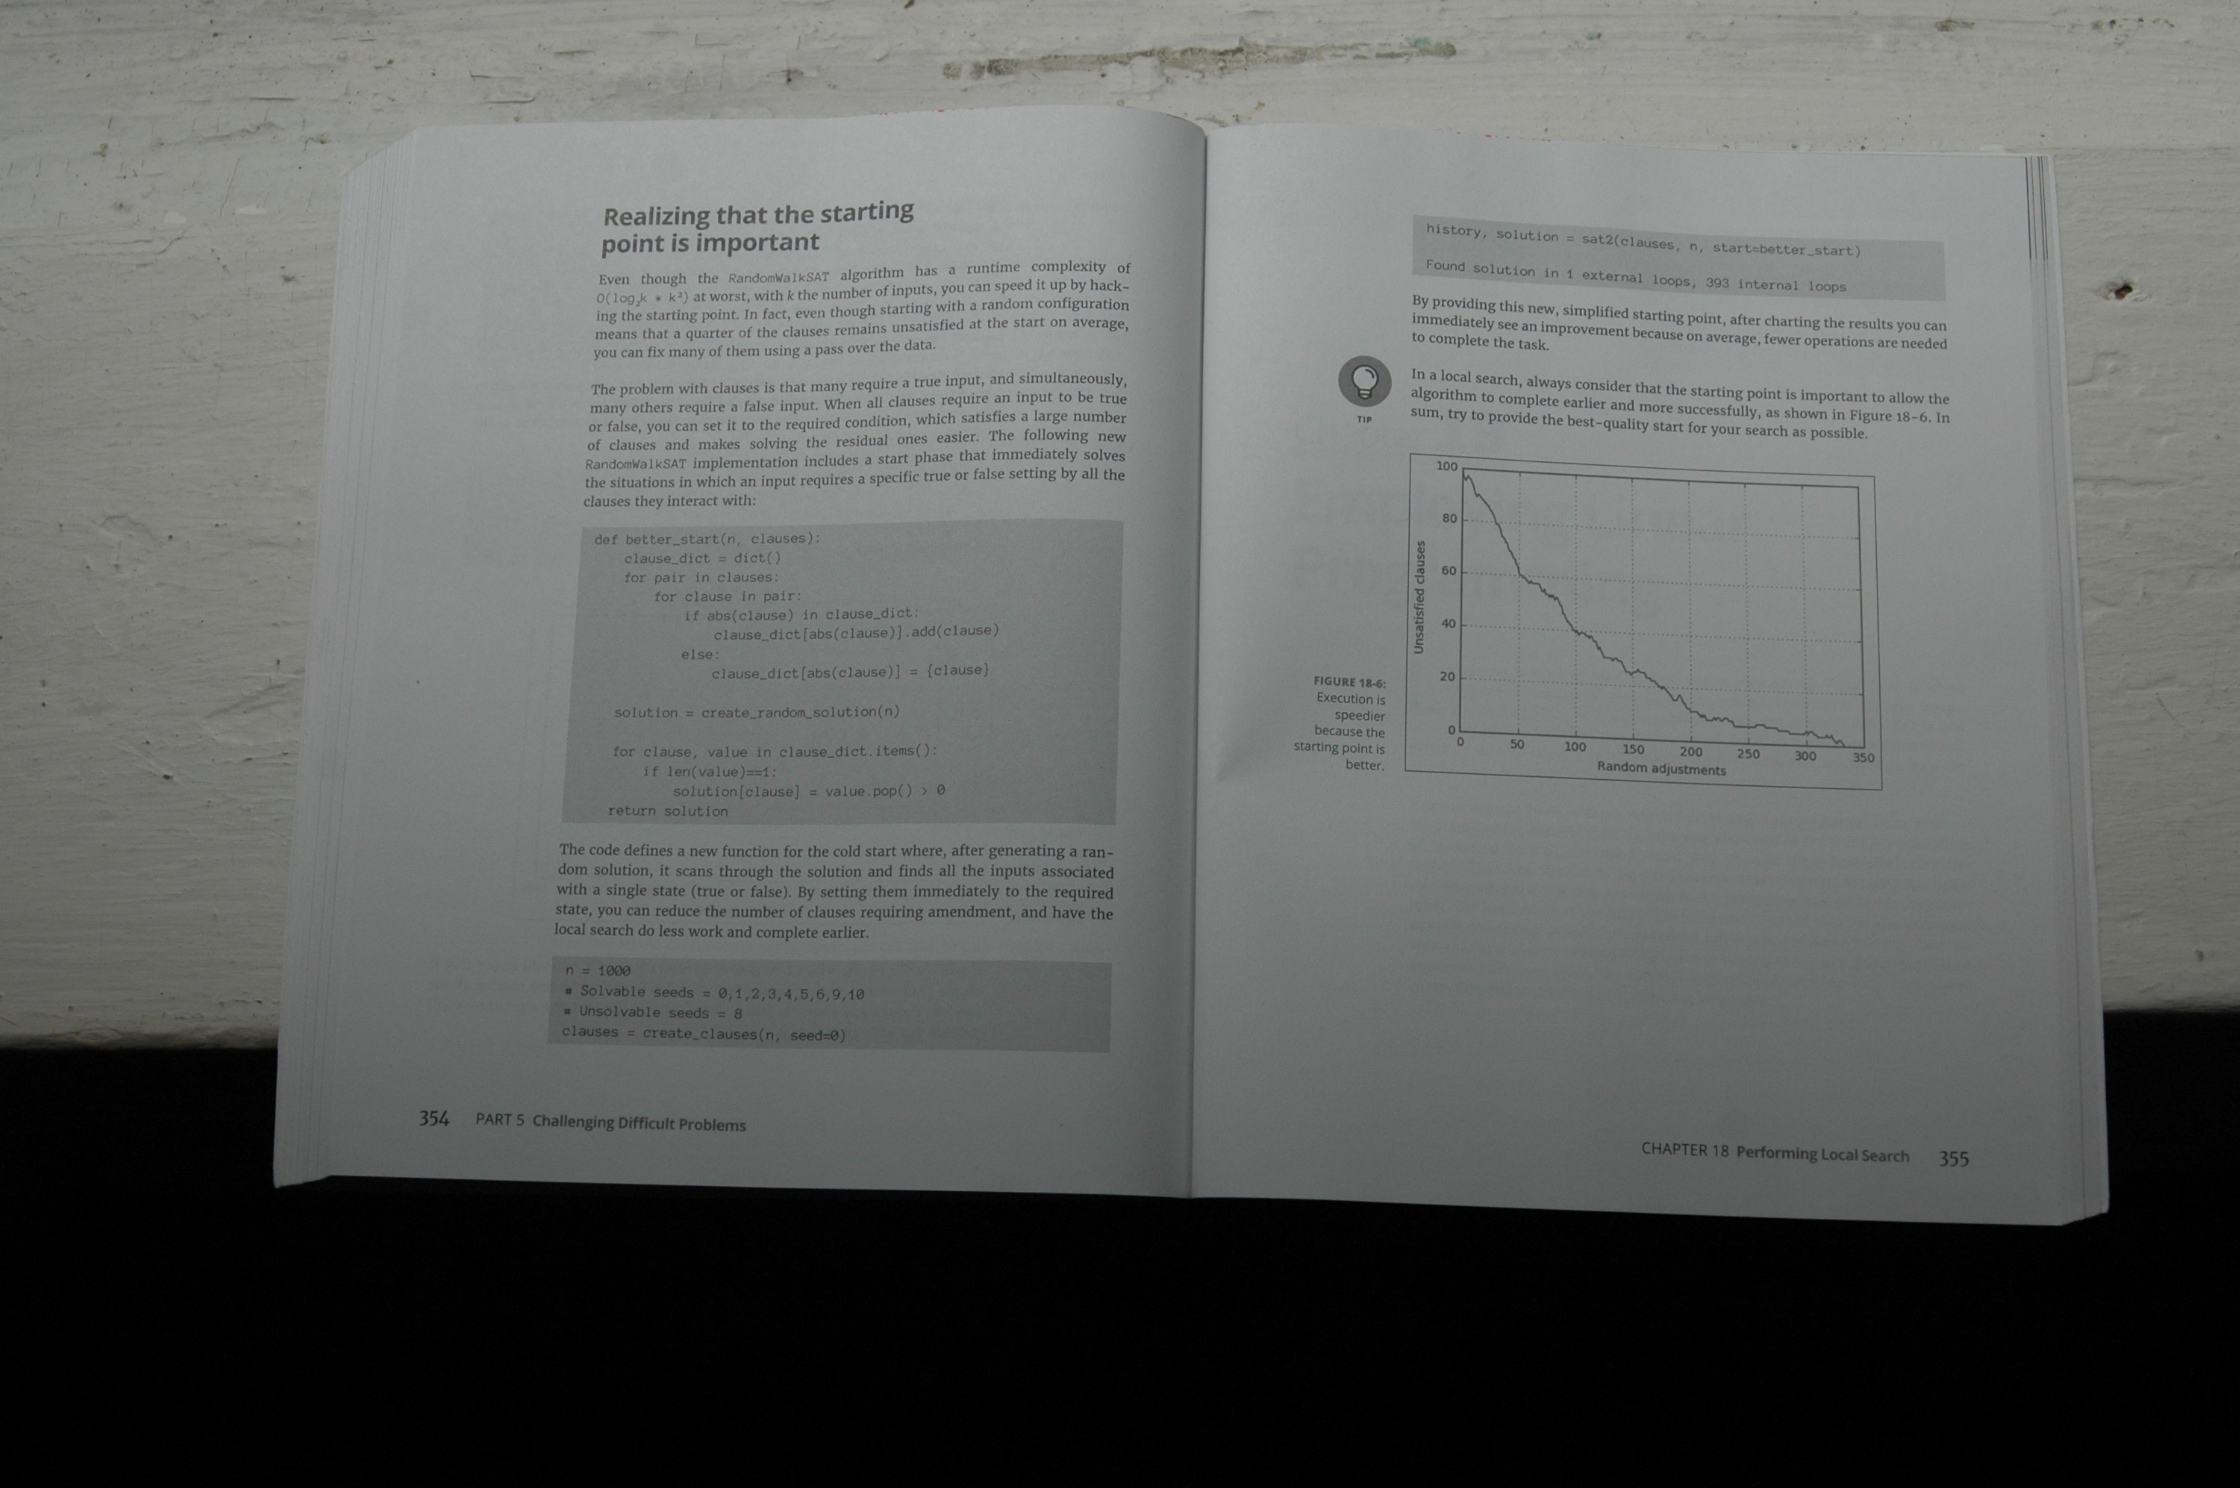 Realizing that the starting
point is important
Even though the RandomWalkSAT algorithm has a runtime complexity of
O(log₂k * k²) at worst, with k the number of inputs, you can speed it up by hack-
ing the starting point. In fact, even though starting with a random configuration
means that a quarter of the clauses remains unsatisfied at the start on average,
you can fix many of them using a pass over the data.
The problem with clauses is that many require a true input, and simultaneously,
many others require a false input. When all clauses require an input to be true
or false, you can set it to the required condition, which satisfies a large number
of clauses and makes solving the residual ones easier. The following new
RandomWalkSAT implementation includes a start phase that immediately solves
the situations in which an input requires a specific true or false setting by all the
clauses they interact with:
def better_start(n, clauses):
    clause_dict = dict()
    for pair in clauses:
        for clause in pair:
            if abs(clause) in clause_dict:
                clause_dict[abs(clause)].add(clause)
            else:
                clause_dict[abs(clause)] = {clause}
    solution = create_random_solution(n)
    for clause, value in clause_dict.items():
        if len(value)==1:
            solution[clause] = value.pop() > 0
    return solution
The code defines a new function for the cold start where, after generating a ran-
dom solution, it scans through the solution and finds all the inputs associated
with a single state (true or false). By setting them immediately to the required
state, you can reduce the number of clauses requiring amendment, and have the
local search do less work and complete earlier.
n = 1000
# Solvable seeds = 0,1,2,3,4,5,6,9,10
# Unsolvable seeds = 8
clauses = create_clauses(n, seed=0)
354 PART 5 Challenging Difficult Problems
history, solution = sat2(clauses, n, start=better_start)
Found solution in 1 external loops, 393 internal loops
By providing this new, simplified starting point, after charting the results you can
immediately see an improvement because on average, fewer operations are needed
to complete the task.
In a local search, always consider that the starting point is important to allow the
algorithm to complete earlier and more successfully, as shown in Figure 18-6. In
sum, try to provide the best-quality start for your search as possible.
TIP
100
80
60
40
20
0
Unsatisfied clauses
0 50 100 150 200 250 300 350
Random adjustments
FIGURE 18-6:
Execution is
speedier
because the
starting point is
better.
CHAPTER 18 Performing Local Search 355